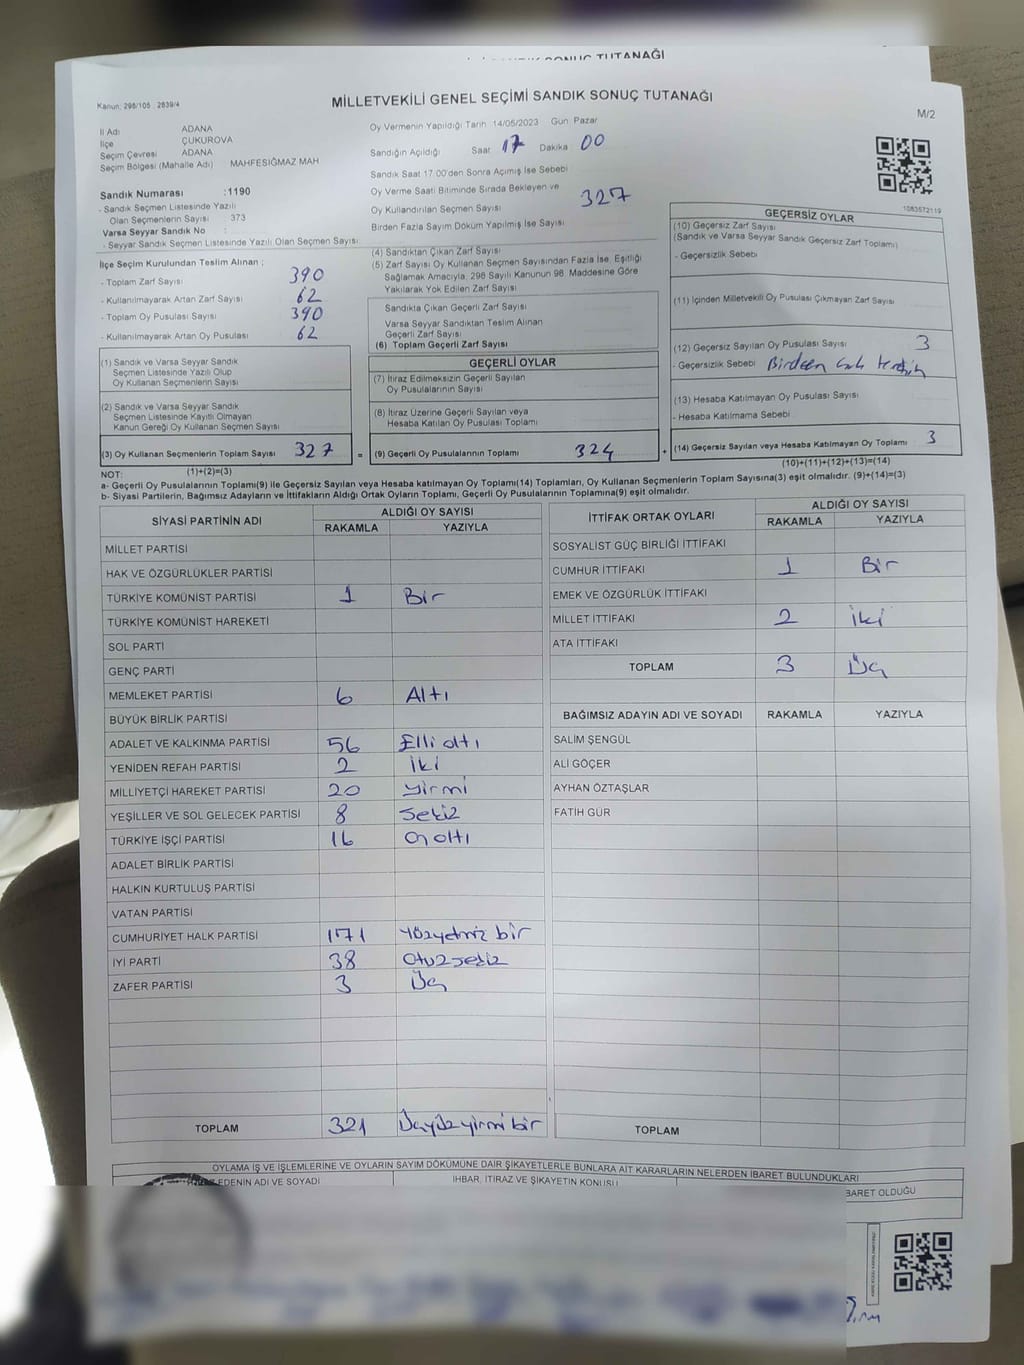 SONUÇ TUTANAĞI
Kanun: 298/105 : 2839/4
MİLLETVEKİLİ GENEL SEÇİMİ SANDIK SONUÇ TUTANAĞI
M/2
İl Adı ADANA
İlçe ÇUKUROVA
Seçim Çevresi ADANA
Seçim Bölgesi (Mahalle Adı) MAHFESIĞMAZ MAH
Sandık Numarası :1190
- Sandık Seçmen Listesinde Yazılı
Olan Seçmenlerin Sayısı : 373
Varsa Seyyar Sandık No :
- Seyyar Sandık Seçmen Listesinde Yazılı Olan Seçmen Sayısı:
İlçe Seçim Kurulundan Teslim Alınan ;
- Toplam Zarf Sayısı 390
- Kullanılmayarak Artan Zarf Sayısı 62
- Toplam Oy Pusulası Sayısı 390
- Kullanılmayarak Artan Oy Pusulası 62
Oy Vermenin Yapıldığı Tarih 14/05/2023 Gün Pazar
Sandığın Açıldığı Saat 17 Dakika 00
Sandık Saat 17:00'den Sonra Açılmış İse Sebebi
Oy Verme Saati Bitiminde Sırada Bekleyen ve
Oy Kullandırılan Seçmen Sayısı 327
Birden Fazla Sayım Döküm Yapılmış İse Sayısı
(4) Sandıktan Çıkan Zarf Sayısı
(5) Zarf Sayısı Oy Kullanan Seçmen Sayısından Fazla İse, Eşitliği
Sağlamak Amacıyla, 298 Sayılı Kanunun 98. Maddesine Göre
Yakılarak Yok Edilen Zarf Sayısı
Sandıkta Çıkan Geçerli Zarf Sayısı
Varsa Seyyar Sandıktan Teslim Alınan
Geçerli Zarf Sayısı
(6) Toplam Geçerli Zarf Sayısı
1083572119
GEÇERSİZ OYLAR
(10) Geçersiz Zarf Sayısı
(Sandık ve Varsa Seyyar Sandık Geçersiz Zarf Toplamı)
- Geçersizlik Sebebi
(11) İçinden Milletvekili Oy Pusulası Çıkmayan Zarf Sayısı
(12) Geçersiz Sayılan Oy Pusulası Sayısı 3
- Geçersizlik Sebebi
(13) Hesaba Katılmayan Oy Pusulası Sayısı
- Hesaba Katılmama Sebebi
(14) Geçersiz Sayılan veya Hesaba Katılmayan Oy Toplamı 3
(1) Sandık ve Varsa Seyyar Sandık
Seçmen Listesinde Yazılı Olup
Oy Kullanan Seçmenlerin Sayısı
(2) Sandık ve Varsa Seyyar Sandık
Seçmen Listesinde Kayıtlı Olmayan
Kanun Gereği Oy Kullanan Seçmen Sayısı
(3) Oy Kullanan Seçmenlerin Toplam Sayısı 327 =
GEÇERLİ OYLAR
(7) İtiraz Edilmeksizin Geçerli Sayılan
Oy Pusulalarının Sayısı
(8) İtiraz Üzerine Geçerli Sayılan veya
Hesaba Katılan Oy Pusulası Toplamı
(9) Geçerli Oy Pusulalarının Toplamı 324 +
NOT: (1)+(2)=(3) (10)+(11)+(12)+(13)=(14)
a- Geçerli Oy Pusulalarının Toplamı(9) ile Geçersiz Sayılan veya Hesaba katılmayan Oy Toplamı(14) Toplamları, Oy Kullanan Seçmenlerin Toplam Sayısına(3) eşit olmalıdır. (9)+(14)=(3)
b- Siyasi Partilerin, Bağımsız Adayların ve İttifakların Aldığı Ortak Oyların Toplamı, Geçerli Oy Pusulalarının Toplamına(9) eşit olmalıdır.
SİYASİ PARTİNİN ADI ALDIĞI OY SAYISI
RAKAMLA YAZIYLA
MİLLET PARTİSİ
HAK VE ÖZGÜRLÜKLER PARTİSİ
TÜRKİYE KOMÜNİST PARTİSİ 1 Bir
TÜRKİYE KOMÜNİST HAREKETİ
SOL PARTİ
GENÇ PARTİ
MEMLEKET PARTİSİ 6 Altı
BÜYÜK BİRLİK PARTİSİ
ADALET VE KALKINMA PARTİSİ 56 Elli altı
YENİDEN REFAH PARTİSİ 2 İki
MİLLİYETÇİ HAREKET PARTİSİ 20 yirmi
YEŞİLLER VE SOL GELECEK PARTİSİ 8 Sekiz
TÜRKİYE İŞÇİ PARTİSİ 16 Onaltı
ADALET BİRLİK PARTİSİ
HALKIN KURTULUŞ PARTİSİ
VATAN PARTİSİ
CUMHURİYET HALK PARTİSİ 171 Yüzyetmiş bir
İYİ PARTİ 38 Otuzsekiz
ZAFER PARTİSİ 3 Üç
TOPLAM 321 Üçyüzyirmi bir
İTTİFAK ORTAK OYLARI ALDIĞI OY SAYISI
RAKAMLA YAZIYLA
SOSYALİST GÜÇ BİRLİĞİ İTTİFAKI
CUMHUR İTTİFAKI 1 Bir
EMEK VE ÖZGÜRLÜK İTTİFAKI
MİLLET İTTİFAKI 2 İki
ATA İTTİFAKI
TOPLAM 3 Üç
BAĞIMSIZ ADAYIN ADI VE SOYADI RAKAMLA YAZIYLA
SALİM ŞENGÜL
ALİ GÖÇER
AYHAN ÖZTAŞLAR
FATİH GÜR
TOPLAM
OYLAMA İŞ VE İŞLEMLERİNE VE OYLARIN SAYIM DÖKÜMÜNE DAİR ŞİKAYETLERLE BUNLARA AİT KARARLARIN NELERDEN İBARET BULUNDUKLARI
EDENİN ADI VE SOYADI İHBAR, İTİRAZ VE ŞİKAYETİN KONUSU BARET OLDUĞU